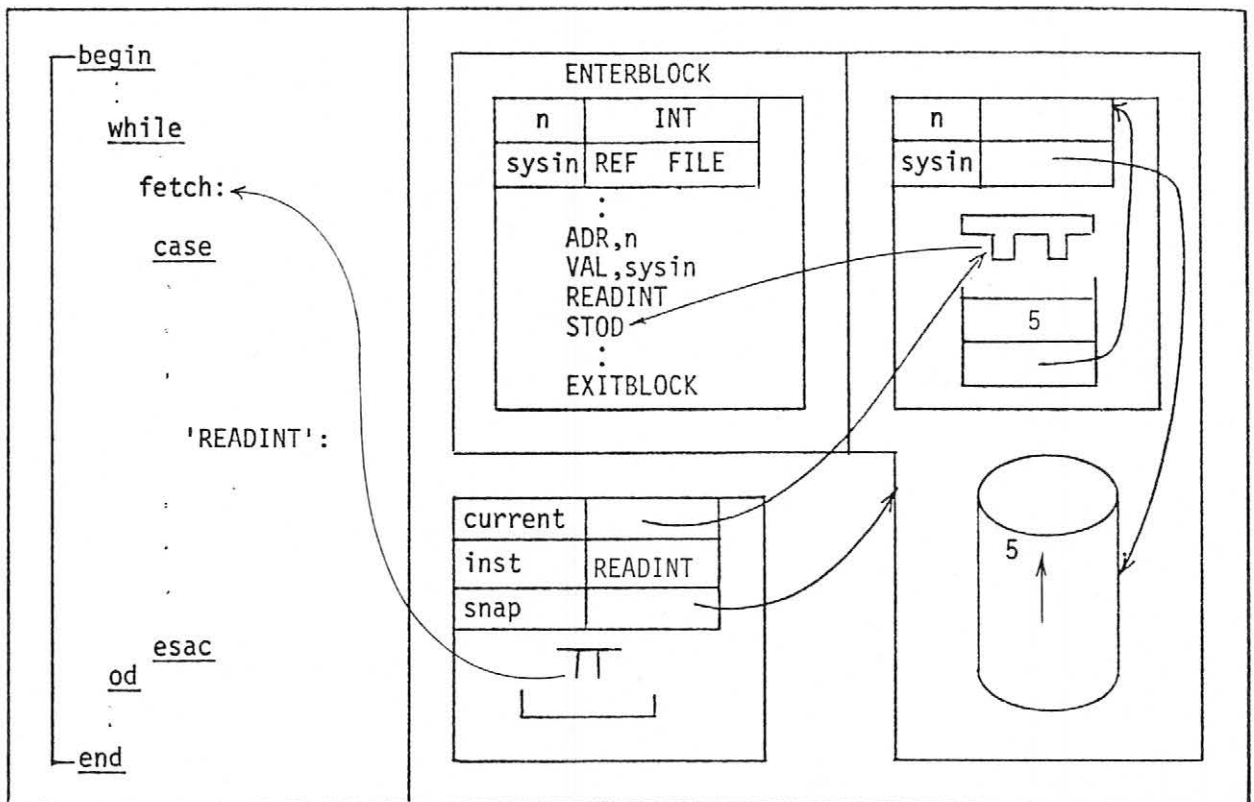 begin
while
fetch:
case
'READINT':
esac
od
end
ENTERBLOCK
n INT
sysin REF FILE
ADR,n
VAL,sysin
READINT
STOD
EXITBLOCK
n
sysin
5
current
inst READINT
snap
5